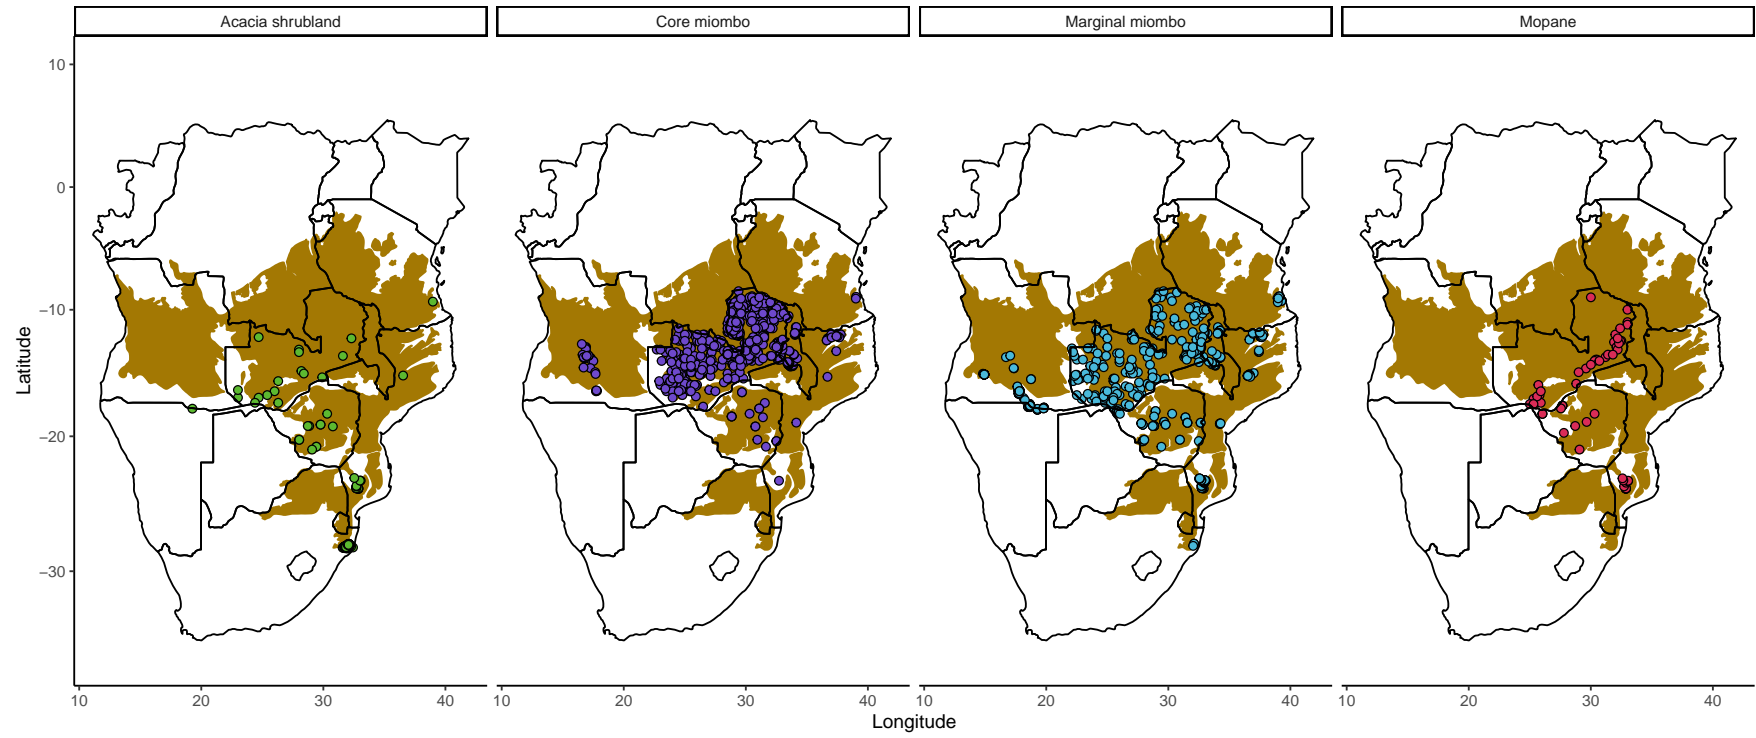 Acacia shrubland
Core miombo
Marginal miombo
Mopane
Latitude
10
0
−10
−20
−30
10 20 30 40
10 20 30 40
10 20 30 40
10 20 30 40
Longitude